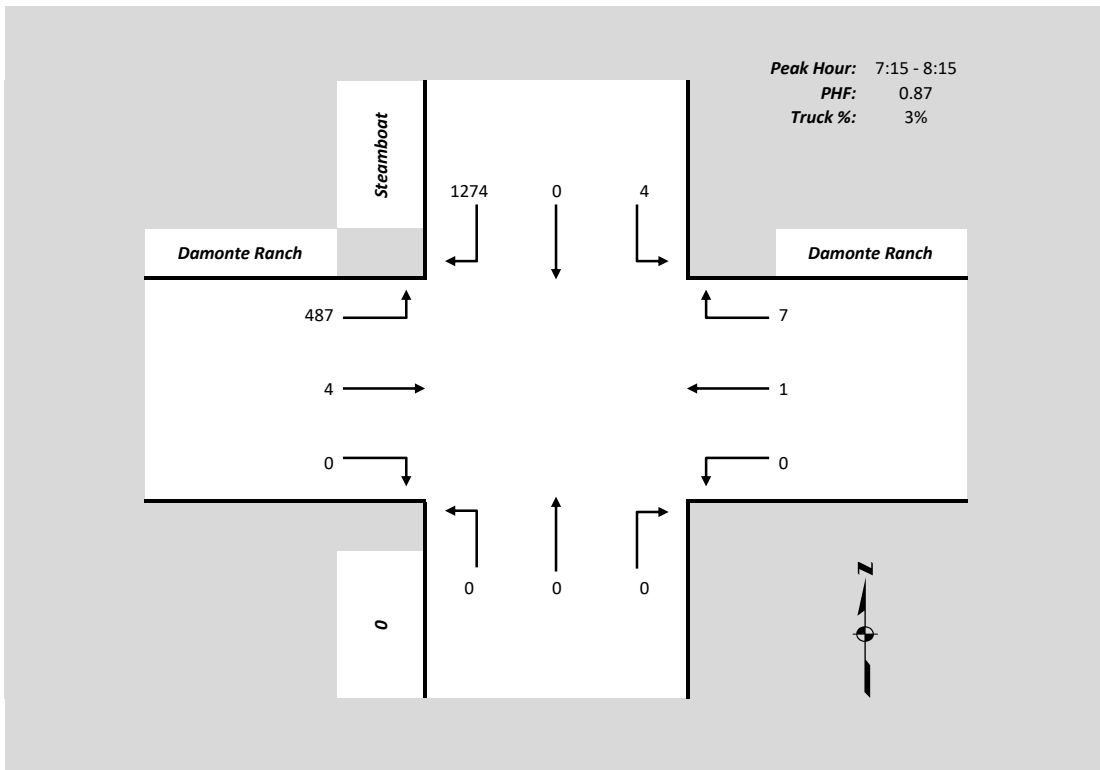 Peak Hour: 7:15 - 8:15
PHF: 0.87
Truck %: 3%
Steamboat
1274 0 4
Damonte Ranch
Damonte Ranch
487
7
4
1
0
0
0 0 0
0
N